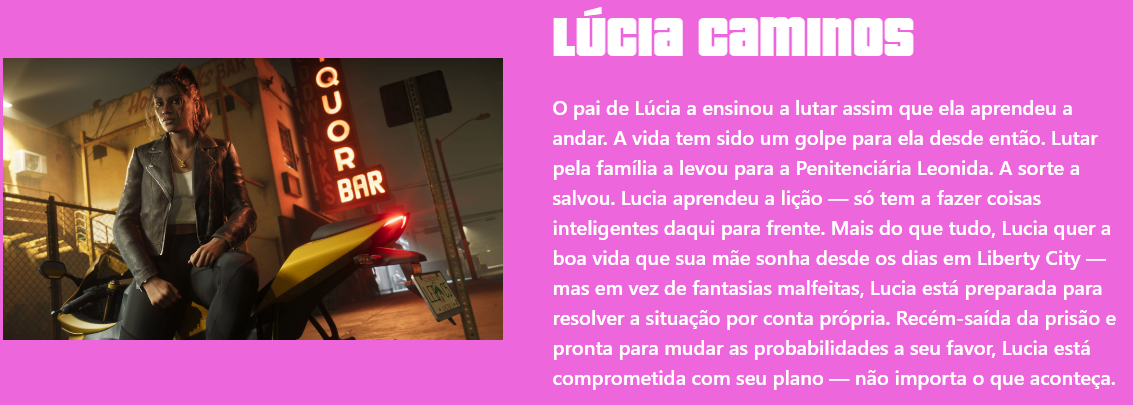 LÚCIA CAMINOS
O pai de Lúcia a ensinou a lutar assim que ela aprendeu a
andar. A vida tem sido um golpe para ela desde então. Lutar
pela família a levou para a Penitenciária Leonida. A sorte a
salvou. Lucia aprendeu a lição — só tem a fazer coisas
inteligentes daqui para frente. Mais do que tudo, Lucia quer a
boa vida que sua mãe sonha desde os dias em Liberty City —
mas em vez de fantasias malfeitas, Lucia está preparada para
resolver a situação por conta própria. Recém-saída da prisão e
pronta para mudar as probabilidades a seu favor, Lucia está
comprometida com seu plano — não importa o que aconteça.
QUOR
BAR